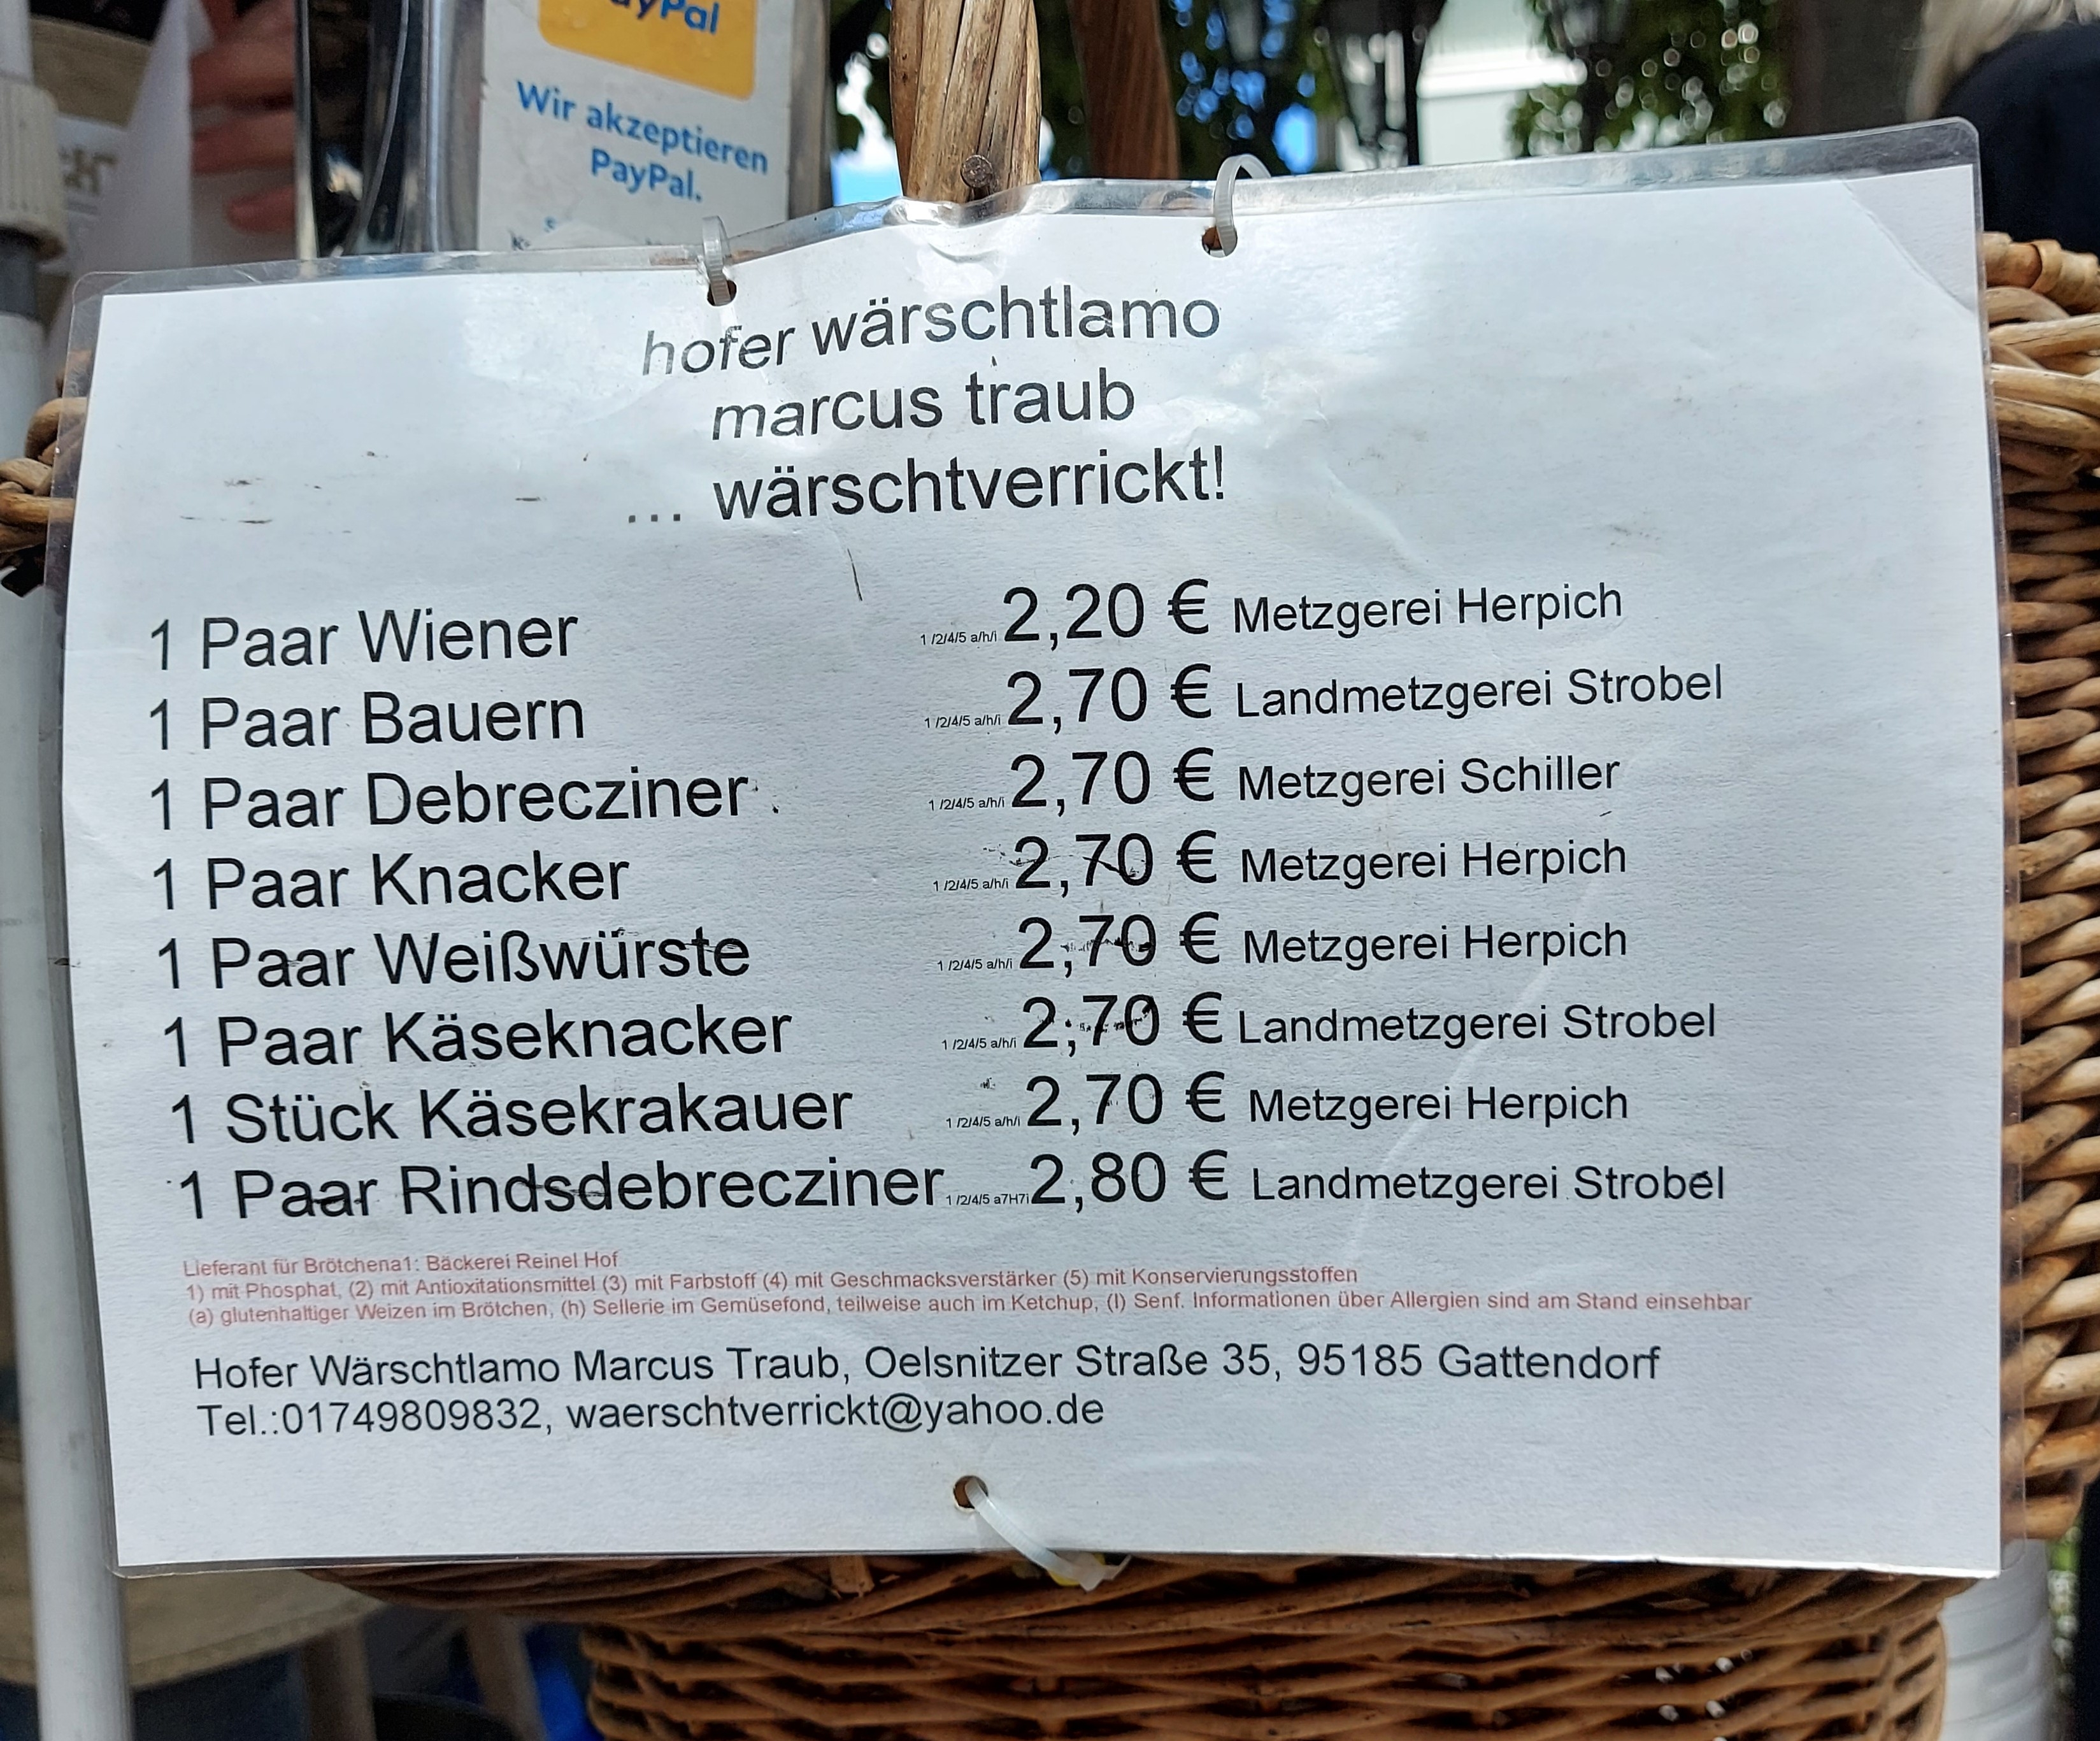 PayPal
Wir akzeptieren
PayPal.
hofer wärschtlamo
marcus traub
... wärschtverrickt!
1 Paar Wiener 1 /2/4/5 a/h/i 2,20 € Metzgerei Herpich
1 Paar Bauern 1 /2/4/5 a/h/i 2,70 € Landmetzgerei Strobel
1 Paar Debrecziner 1 /2/4/5 a/h/i 2,70 € Metzgerei Schiller
1 Paar Knacker 1 /2/4/5 a/h/i 2,70 € Metzgerei Herpich
1 Paar Weißwürste 1 /2/4/5 a/h/i 2,70 € Metzgerei Herpich
1 Paar Käseknacker 1 /2/4/5 a/h/i 2,70 € Landmetzgerei Strobel
1 Stück Käsekrakauer 1 /2/4/5 a/h/i 2,70 € Metzgerei Herpich
1 Paar Rindsdebrecziner 1 /2/4/5 a7H7i 2,80 € Landmetzgerei Strobel
Lieferant für Brötchena1: Bäckerei Reinel Hof
1) mit Phosphat, (2) mit Antioxitationsmittel (3) mit Farbstoff (4) mit Geschmacksverstärker (5) mit Konservierungsstoffen
(a) glutenhaltiger Weizen im Brötchen, (h) Sellerie im Gemüsefond, teilweise auch im Ketchup, (I) Senf. Informationen über Allergien sind am Stand einsehbar
Hofer Wärschtlamo Marcus Traub, Oelsnitzer Straße 35, 95185 Gattendorf
Tel.:01749809832, waerschtverrickt@yahoo.de